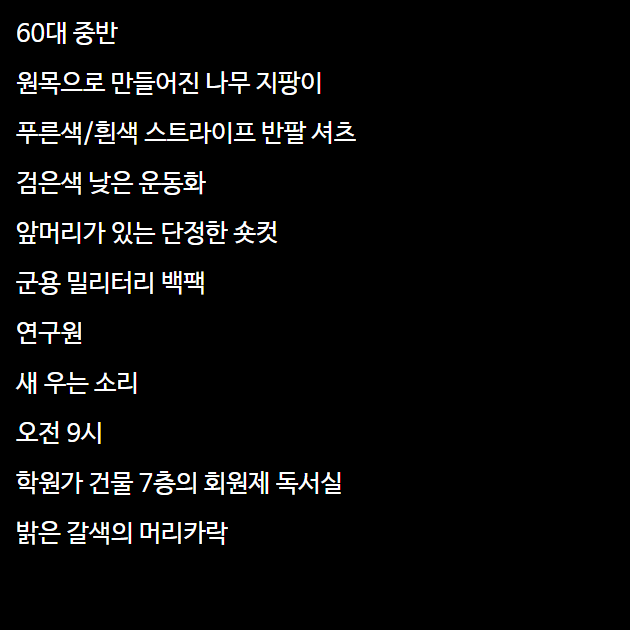 60대 중반
원목으로 만들어진 나무 지팡이
푸른색/흰색 스트라이프 반팔 셔츠
검은색 낮은 운동화
앞머리가 있는 단정한 숏컷
군용 밀리터리 백팩
연구원
새 우는 소리
오전 9시
학원가 건물 7층의 회원제 독서실
밝은 갈색의 머리카락